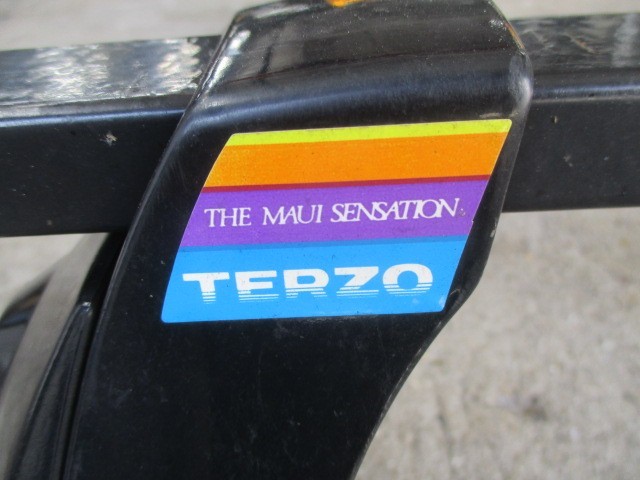 THE MAUI SENSATION
TERZO